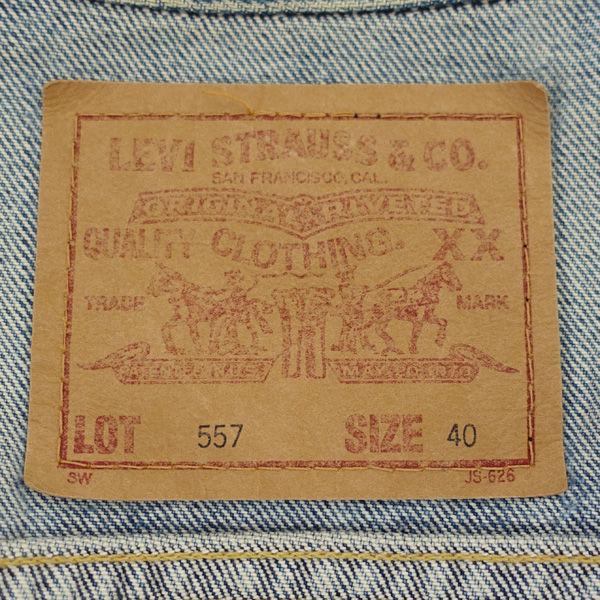 LEVI STRAUSS & CO.
SAN FRANCISCO, CAL.
ORIGINAL RIVETED
QUALITY CLOTHING. XX
TRADE MARK
LOT 557 SIZE 40
SW JS-626